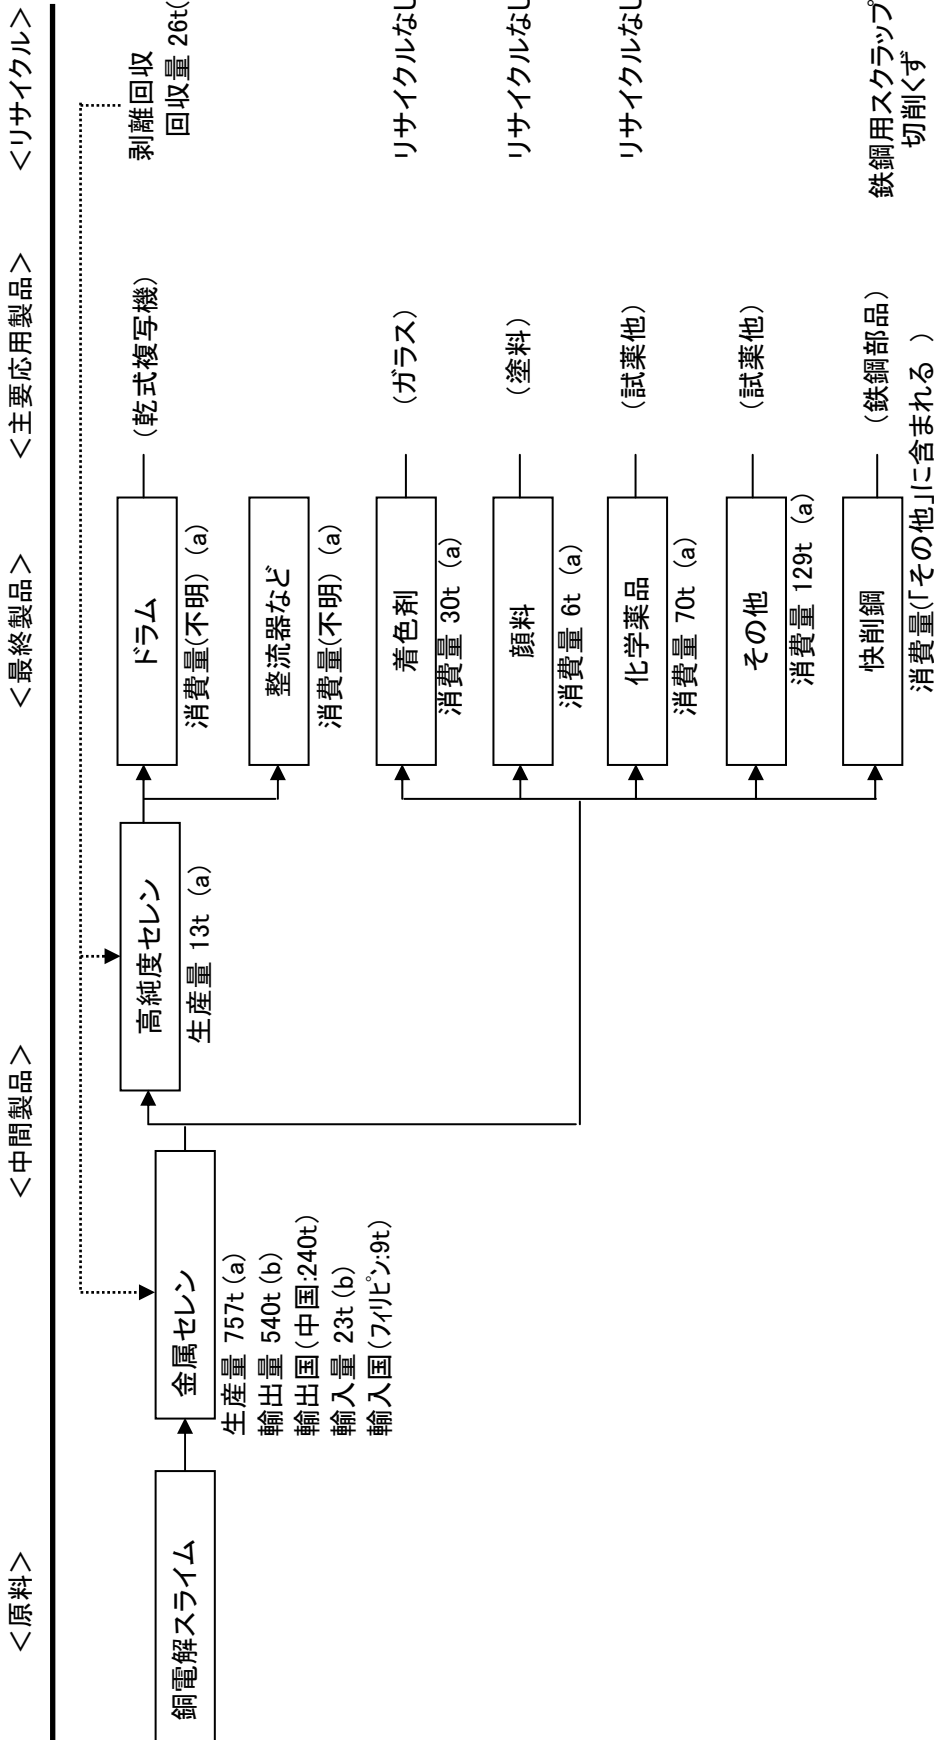 <原料>
<中間製品>
<最終製品>
<主要応用製品>
<リサイクル>
銅電解スライム
金属セレン
生産量 757t (a)
輸出量 540t (b)
輸出国(中国:240t)
輸入量 23t (b)
輸入国(フィリピン:9t)
高純度セレン
生産量 13t (a)
ドラム
消費量(不明) (a)
(乾式複写機)
剥離回収
回収量 26t(
整流器など
消費量(不明) (a)
着色剤
消費量 30t (a)
(ガラス)
リサイクルなし
顔料
消費量 6t (a)
(塗料)
リサイクルなし
化学薬品
消費量 70t (a)
(試薬他)
リサイクルなし
その他
消費量 129t (a)
(試薬他)
快削鋼
消費量(「その他」に含まれる )
(鉄鋼部品)
鉄鋼用スクラップ
切削くず